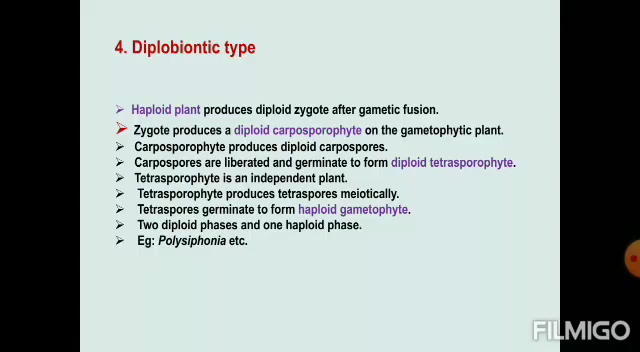 4. Diplobiontic type
➢ Haploid plant produces diploid zygote after gametic fusion.
➢ Zygote produces a diploid carposporophyte on the gametophytic plant.
➢ Carposporophyte produces diploid carpospores.
➢ Carpospores are liberated and germinate to form diploid tetrasporophyte.
➢ Tetrasporophyte is an independent plant.
➢ Tetrasporophyte produces tetraspores meiotically.
➢ Tetraspores germinate to form haploid gametophyte.
➢ Two diploid phases and one haploid phase.
➢ Eg: Polysiphonia etc.
FILMIGO